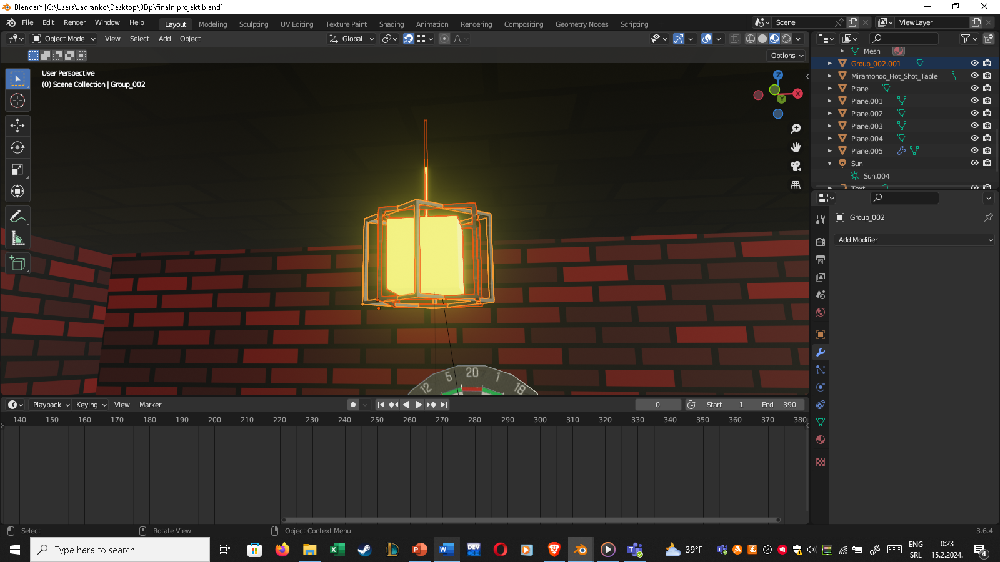 Blender* [C:\Users\Jadranko\Desktop\3Dp\finalniprojekt.blend]
File Edit Render Window Help Layout Modeling Sculpting UV Editing Texture Paint Shading Animation Rendering Compositing Geometry Nodes Scripting Scene ViewLayer
Object Mode View Select Add Object Global
Options
User Perspective
(0) Scene Collection | Group_002
Z
X
Y
Mesh
Group_002.001
Miramondo_Hot_Shot_Table
Plane
Plane.001
Plane.002
Plane.003
Plane.004
Plane.005
Sun
Sun.004
Text
Group_002
Add Modifier
12 5 20 1 18
Playback Keying View Marker 0 Start 1 End 390
140 150 160 170 180 190 200 210 220 230 240 250 260 270 280 290 300 310 320 330 340 350 360 370 380
Select Rotate View Object Context Menu 3.6.4
Type here to search
DEV
39°F
ENG
SRL
0:23
15.2.2024.
4